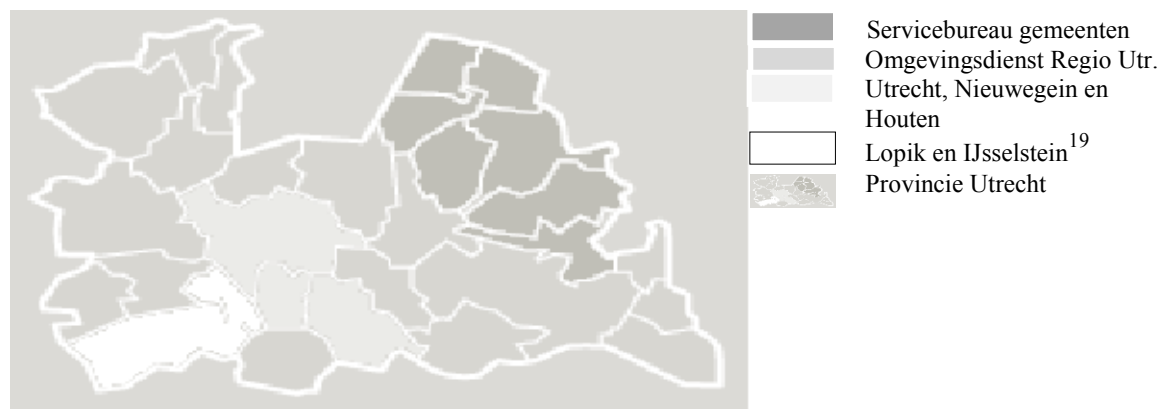 Servicebureau gemeenten
Omgevingsdienst Regio Utr.
Utrecht, Nieuwegein en
Houten
Lopik en IJsselstein19
Provincie Utrecht